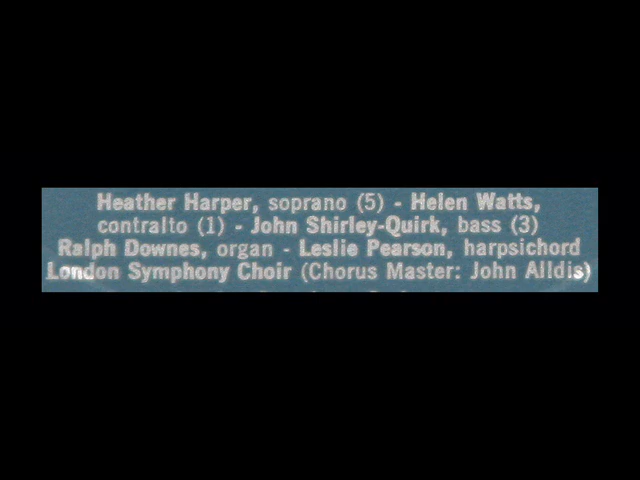 Heather Harper, soprano (5) - Helen Watts,
contralto (1) - John Shirley-Quirk, bass (3)
Ralph Downes, organ - Leslie Pearson, harpsichord
London Symphony Choir (Chorus Master: John Alldis)